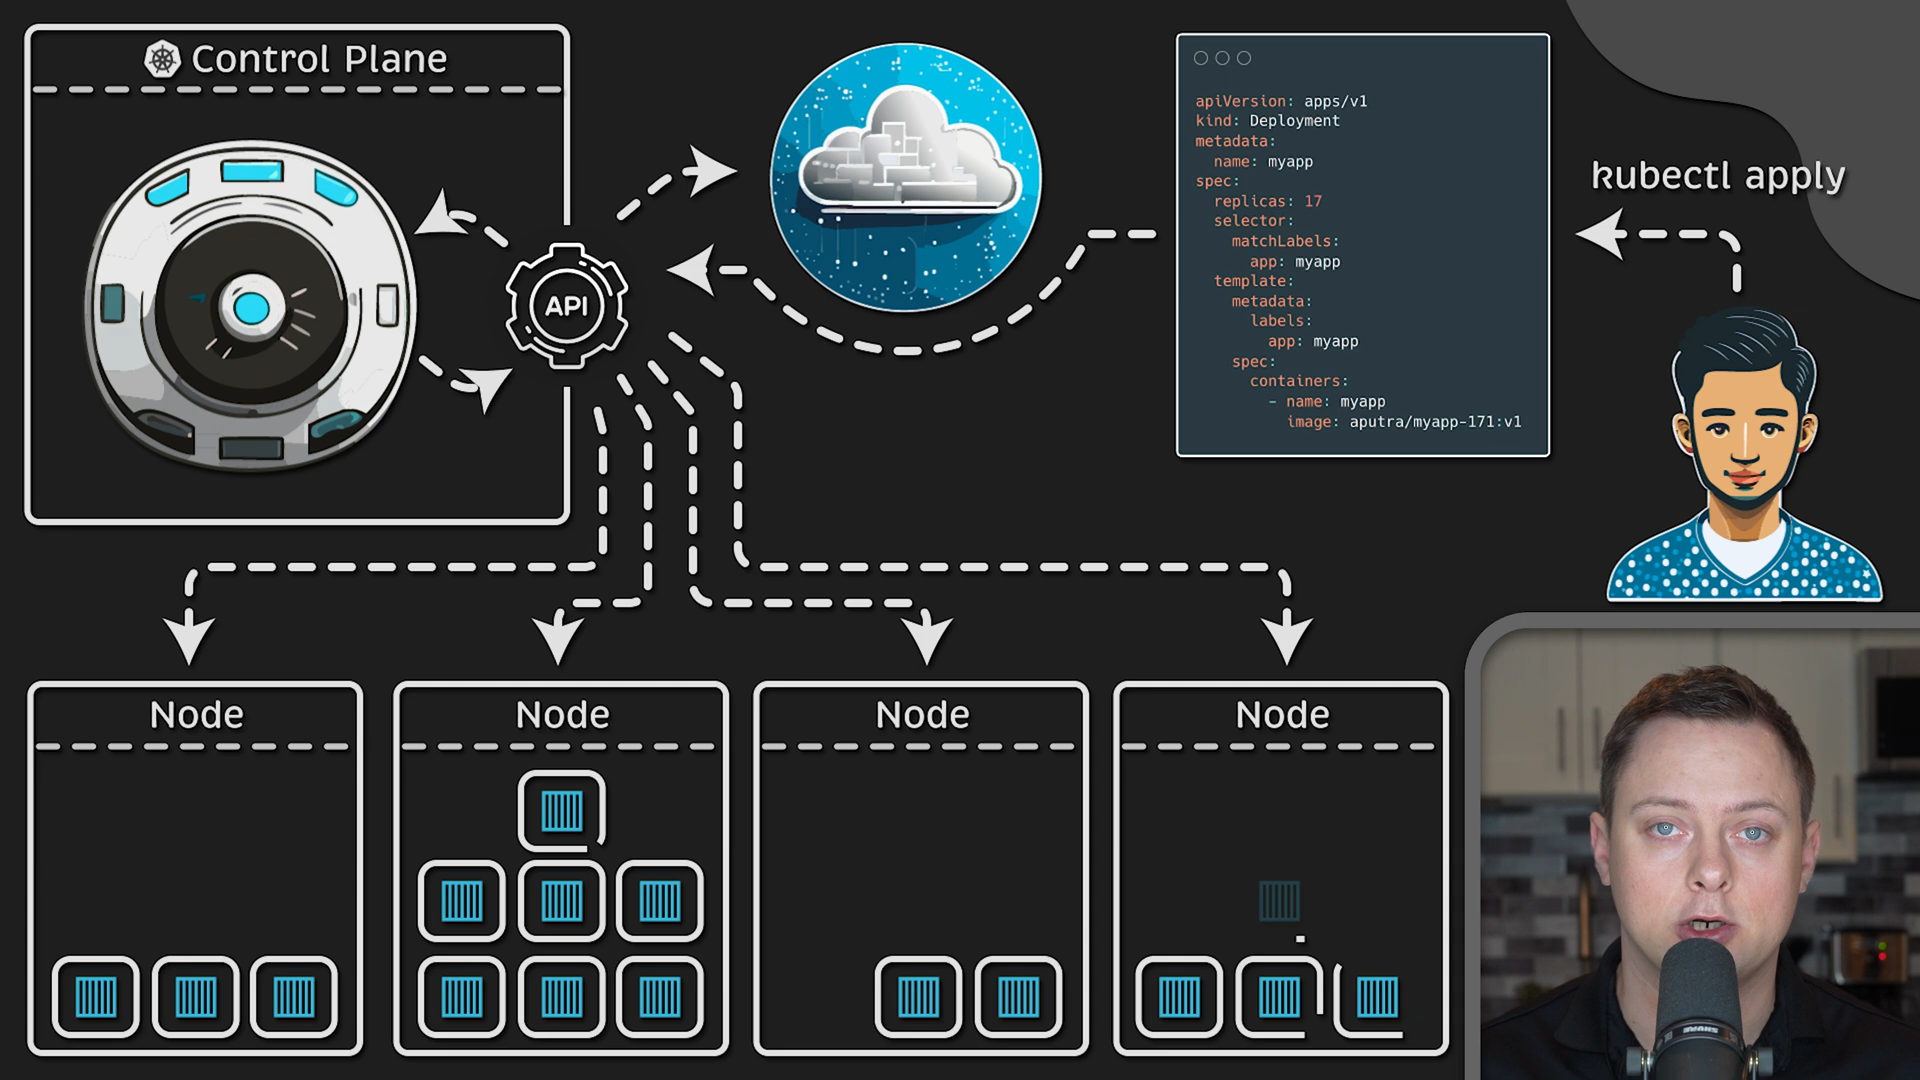 Control Plane
API
apiVersion: apps/v1
kind: Deployment
metadata:
  name: myapp
spec:
  replicas: 17
  selector:
    matchLabels:
      app: myapp
  template:
    metadata:
      labels:
        app: myapp
    spec:
      containers:
        - name: myapp
          image: aputra/myapp-171:v1
kubectl apply
Node
Node
Node
Node
SHURE